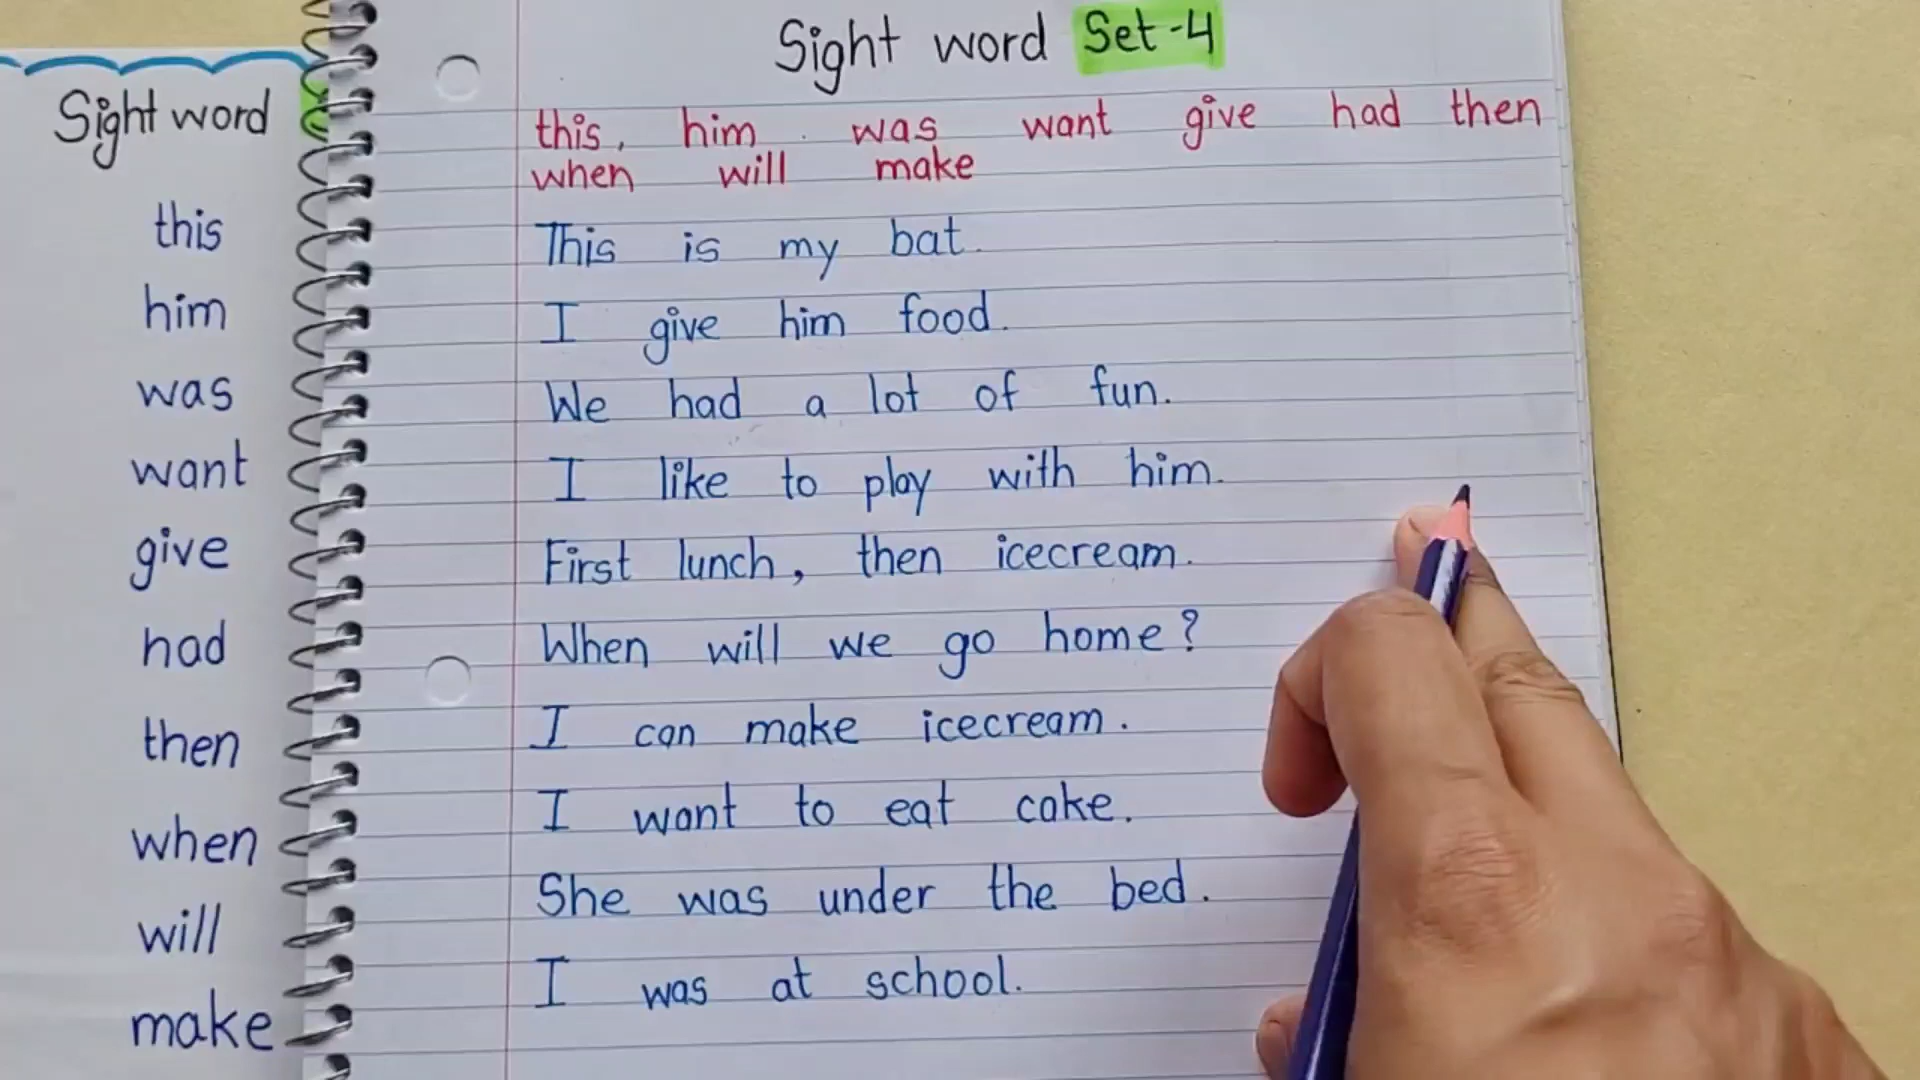 Sight word
this
him
was
want
give
had
then
when
will
make
Sight word Set-4
this, him was want give had then
when will make
This is my bat.
I give him food.
We had a lot of fun.
I like to play with him.
First lunch, then icecream.
When will we go home?
I can make icecream.
I want to eat cake.
She was under the bed.
I was at school.